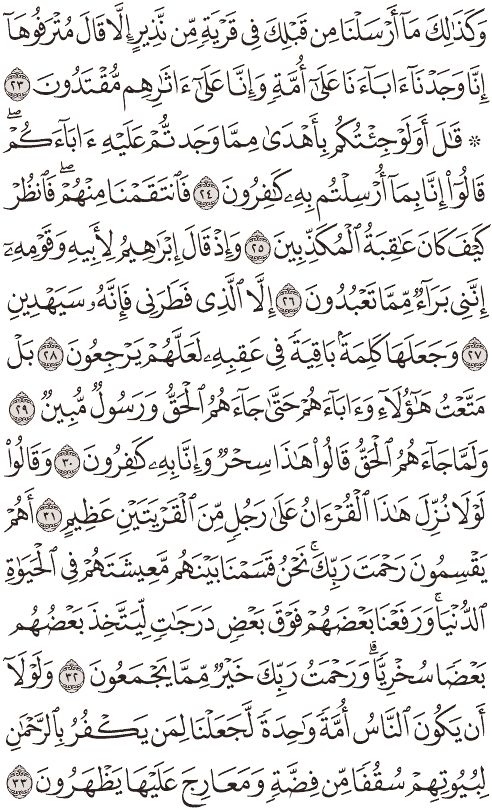 وَكَذَٰلِكَ مَآ أَرْسَلْنَا مِن قَبْلِكَ فِي قَرْيَةٖ مِّن نَّذِيرٍ إِلَّا قَالَ مُتْرَفُوهَآ
إِنَّا وَجَدْنَآ ءَابَآءَنَا عَلَىٰٓ أُمَّةٖ وَإِنَّا عَلَىٰٓ ءَاثَٰرِهِم مُّقْتَدُونَ ٢٣
۞ قَٰلَ أَوَلَوْ جِئْتُكُم بِأَهْدَىٰ مِمَّا وَجَدتُّمْ عَلَيْهِ ءَابَآءَكُمْۖ
قَالُوٓاْ إِنَّا بِمَآ أُرْسِلْتُم بِهِۦ كَٰفِرُونَ ٢٤ فَٱنتَقَمْنَا مِنْهُمْۖ فَٱنظُرْ
كَيْفَ كَانَ عَٰقِبَةُ ٱلْمُكَذِّبِينَ ٢٥ وَإِذْ قَالَ إِبْرَٰهِيمُ لِأَبِيهِ وَقَوْمِهِۦٓ
إِنَّنِي بَرَآءٞ مِّمَّا تَعْبُدُونَ ٢٦ إِلَّا ٱلَّذِي فَطَرَنِي فَإِنَّهُۥ سَيَهْدِينِ
٢٧ وَجَعَلَهَا كَلِمَةَۢ بَاقِيَةٗ فِي عَقِبِهِۦ لَعَلَّهُمْ يَرْجِعُونَ ٢٨ بَلْ
مَتَّعْتُ هَٰٓؤُلَآءِ وَءَابَآءَهُمْ حَتَّىٰ جَآءَهُمُ ٱلْحَقُّ وَرَسُولٞ مُّبِينٞ ٢٩
وَلَمَّا جَآءَهُمُ ٱلْحَقُّ قَالُواْ هَٰذَا سِحْرٞ وَإِنَّا بِهِۦ كَٰفِرُونَ ٣٠ وَقَالُواْ
لَوْلَا نُزِّلَ هَٰذَا ٱلْقُرْءَانُ عَلَىٰ رَجُلٖ مِّنَ ٱلْقَرْيَتَيْنِ عَظِيمٍ ٣١ أَهُمْ
يَقْسِمُونَ رَحْمَتَ رَبِّكَۚ نَحْنُ قَسَمْنَا بَيْنَهُم مَّعِيشَتَهُمْ فِي ٱلْحَيَوٰةِ
ٱلدُّنْيَاۚ وَرَفَعْنَا بَعْضَهُمْ فَوْقَ بَعْضٖ دَرَجَٰتٖ لِّيَتَّخِذَ بَعْضُهُم
بَعْضٗا سُخْرِيّٗاۗ وَرَحْمَتُ رَبِّكَ خَيْرٞ مِّمَّا يَجْمَعُونَ ٣٢ وَلَوْلَآ
أَن يَكُونَ ٱلنَّاسُ أُمَّةٗ وَٰحِدَةٗ لَّجَعَلْنَا لِمَن يَكْفُرُ بِٱلرَّحْمَٰنِ
لِبُيُوتِهِمْ سُقُفٗا مِّن فِضَّةٖ وَمَعَارِجَ عَلَيْهَا يَظْهَرُونَ ٣٣